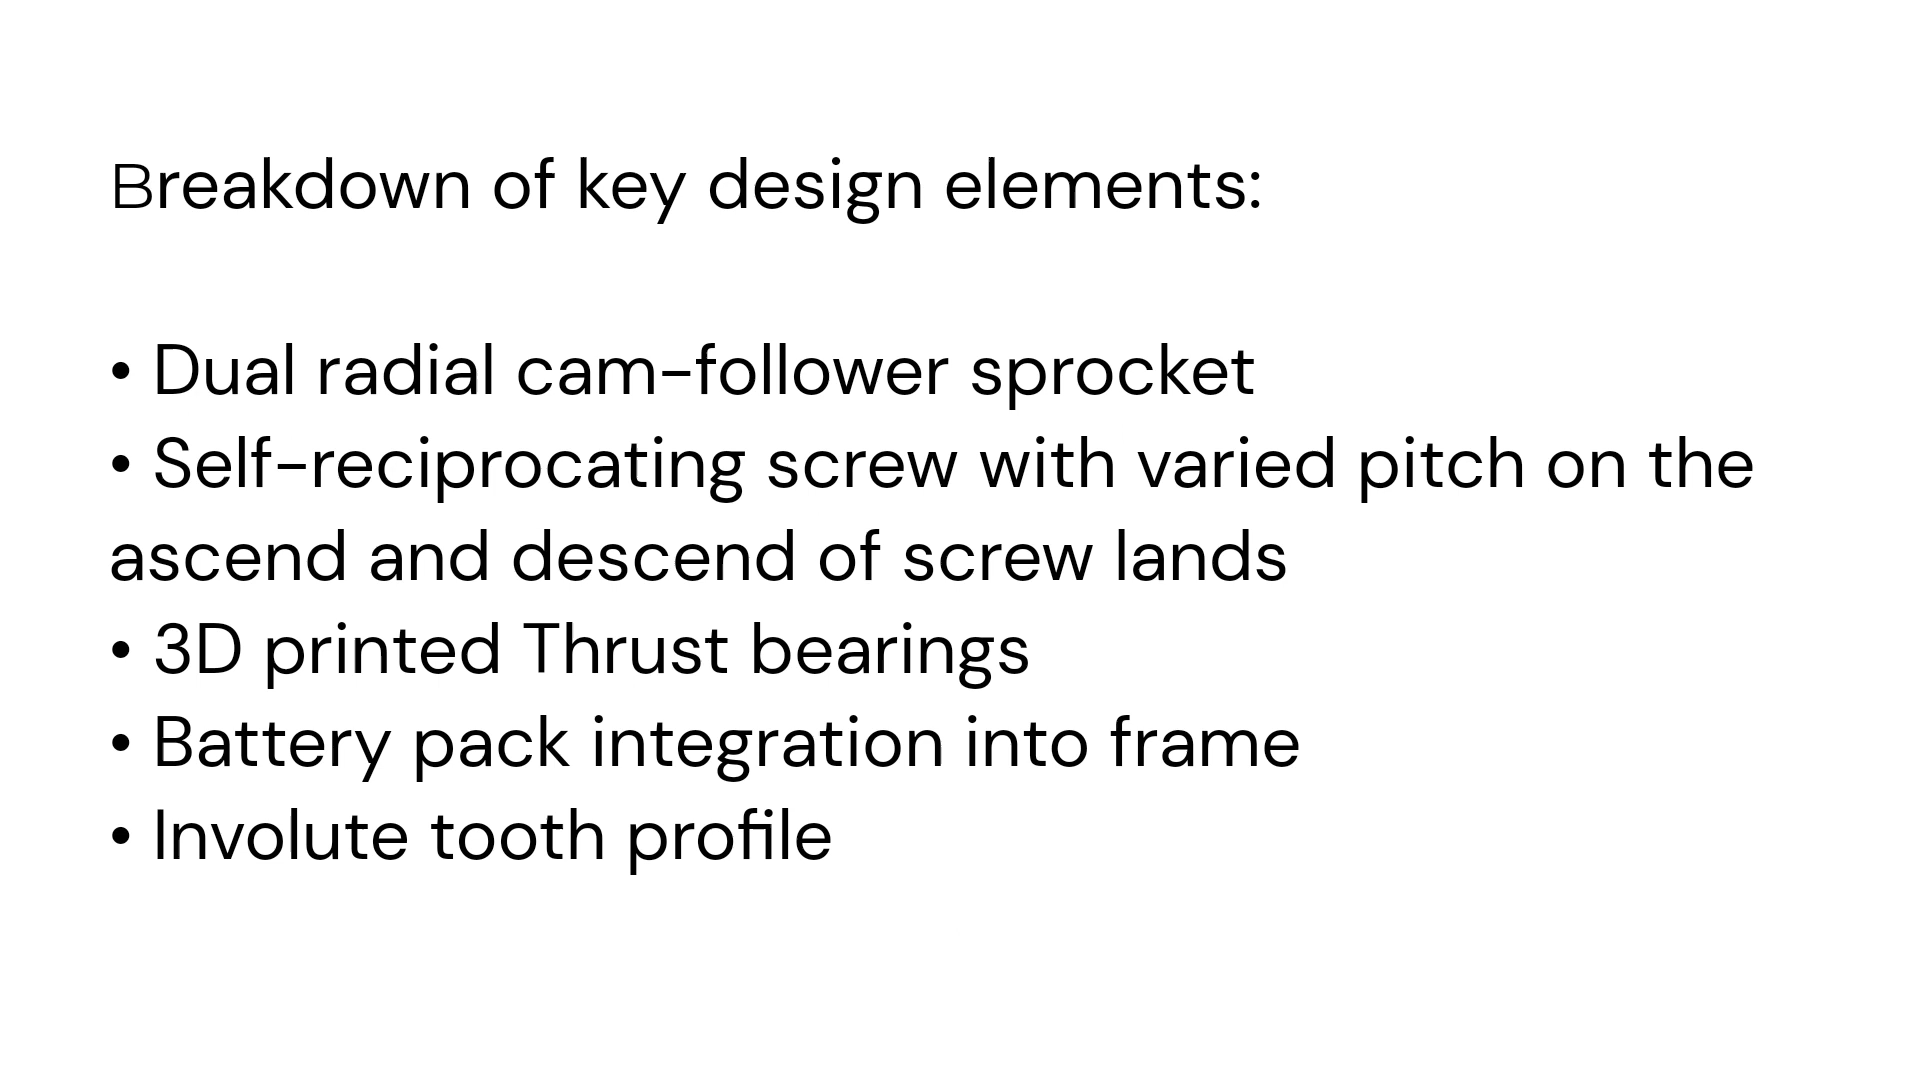 Breakdown of key design elements:
• Dual radial cam-follower sprocket
• Self-reciprocating screw with varied pitch on the
ascend and descend of screw lands
• 3D printed Thrust bearings
• Battery pack integration into frame
• Involute tooth profile